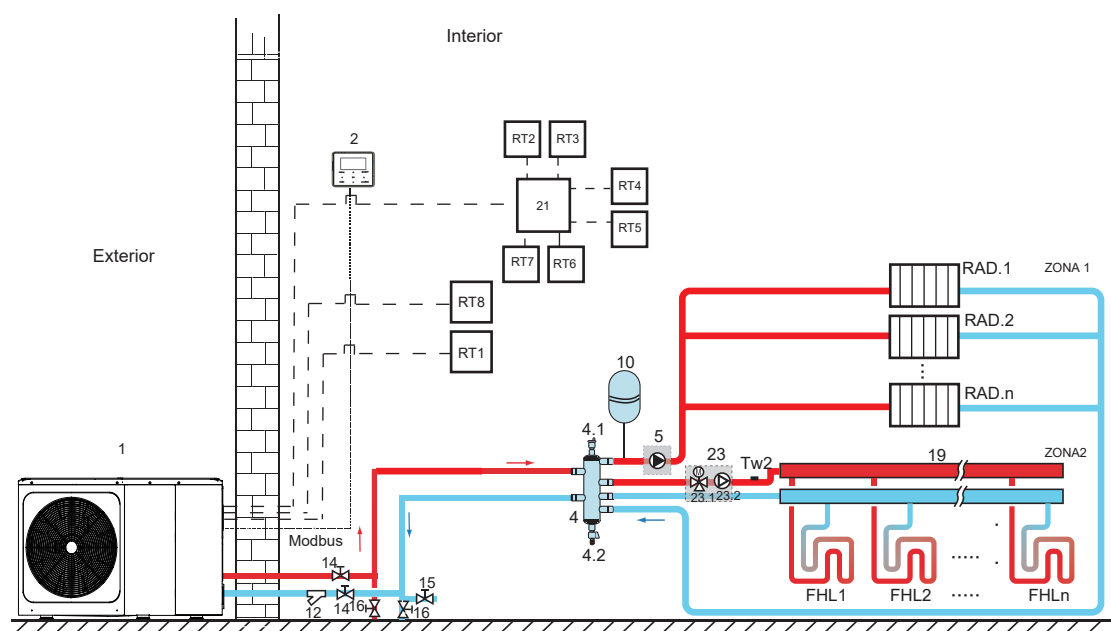 Interior
2
RT2
RT3
RT4
21
RT5
RT7
RT6
Exterior
RAD.1
ZONA 1
RT8
RAD.2
RT1
10
RAD.n
4.1
5
23
1
Tw2
19
ZONA2
23.1
23.2
4
4.2
Modbus
14
15
12
14
16
16
FHL1
FHL2
FHLn